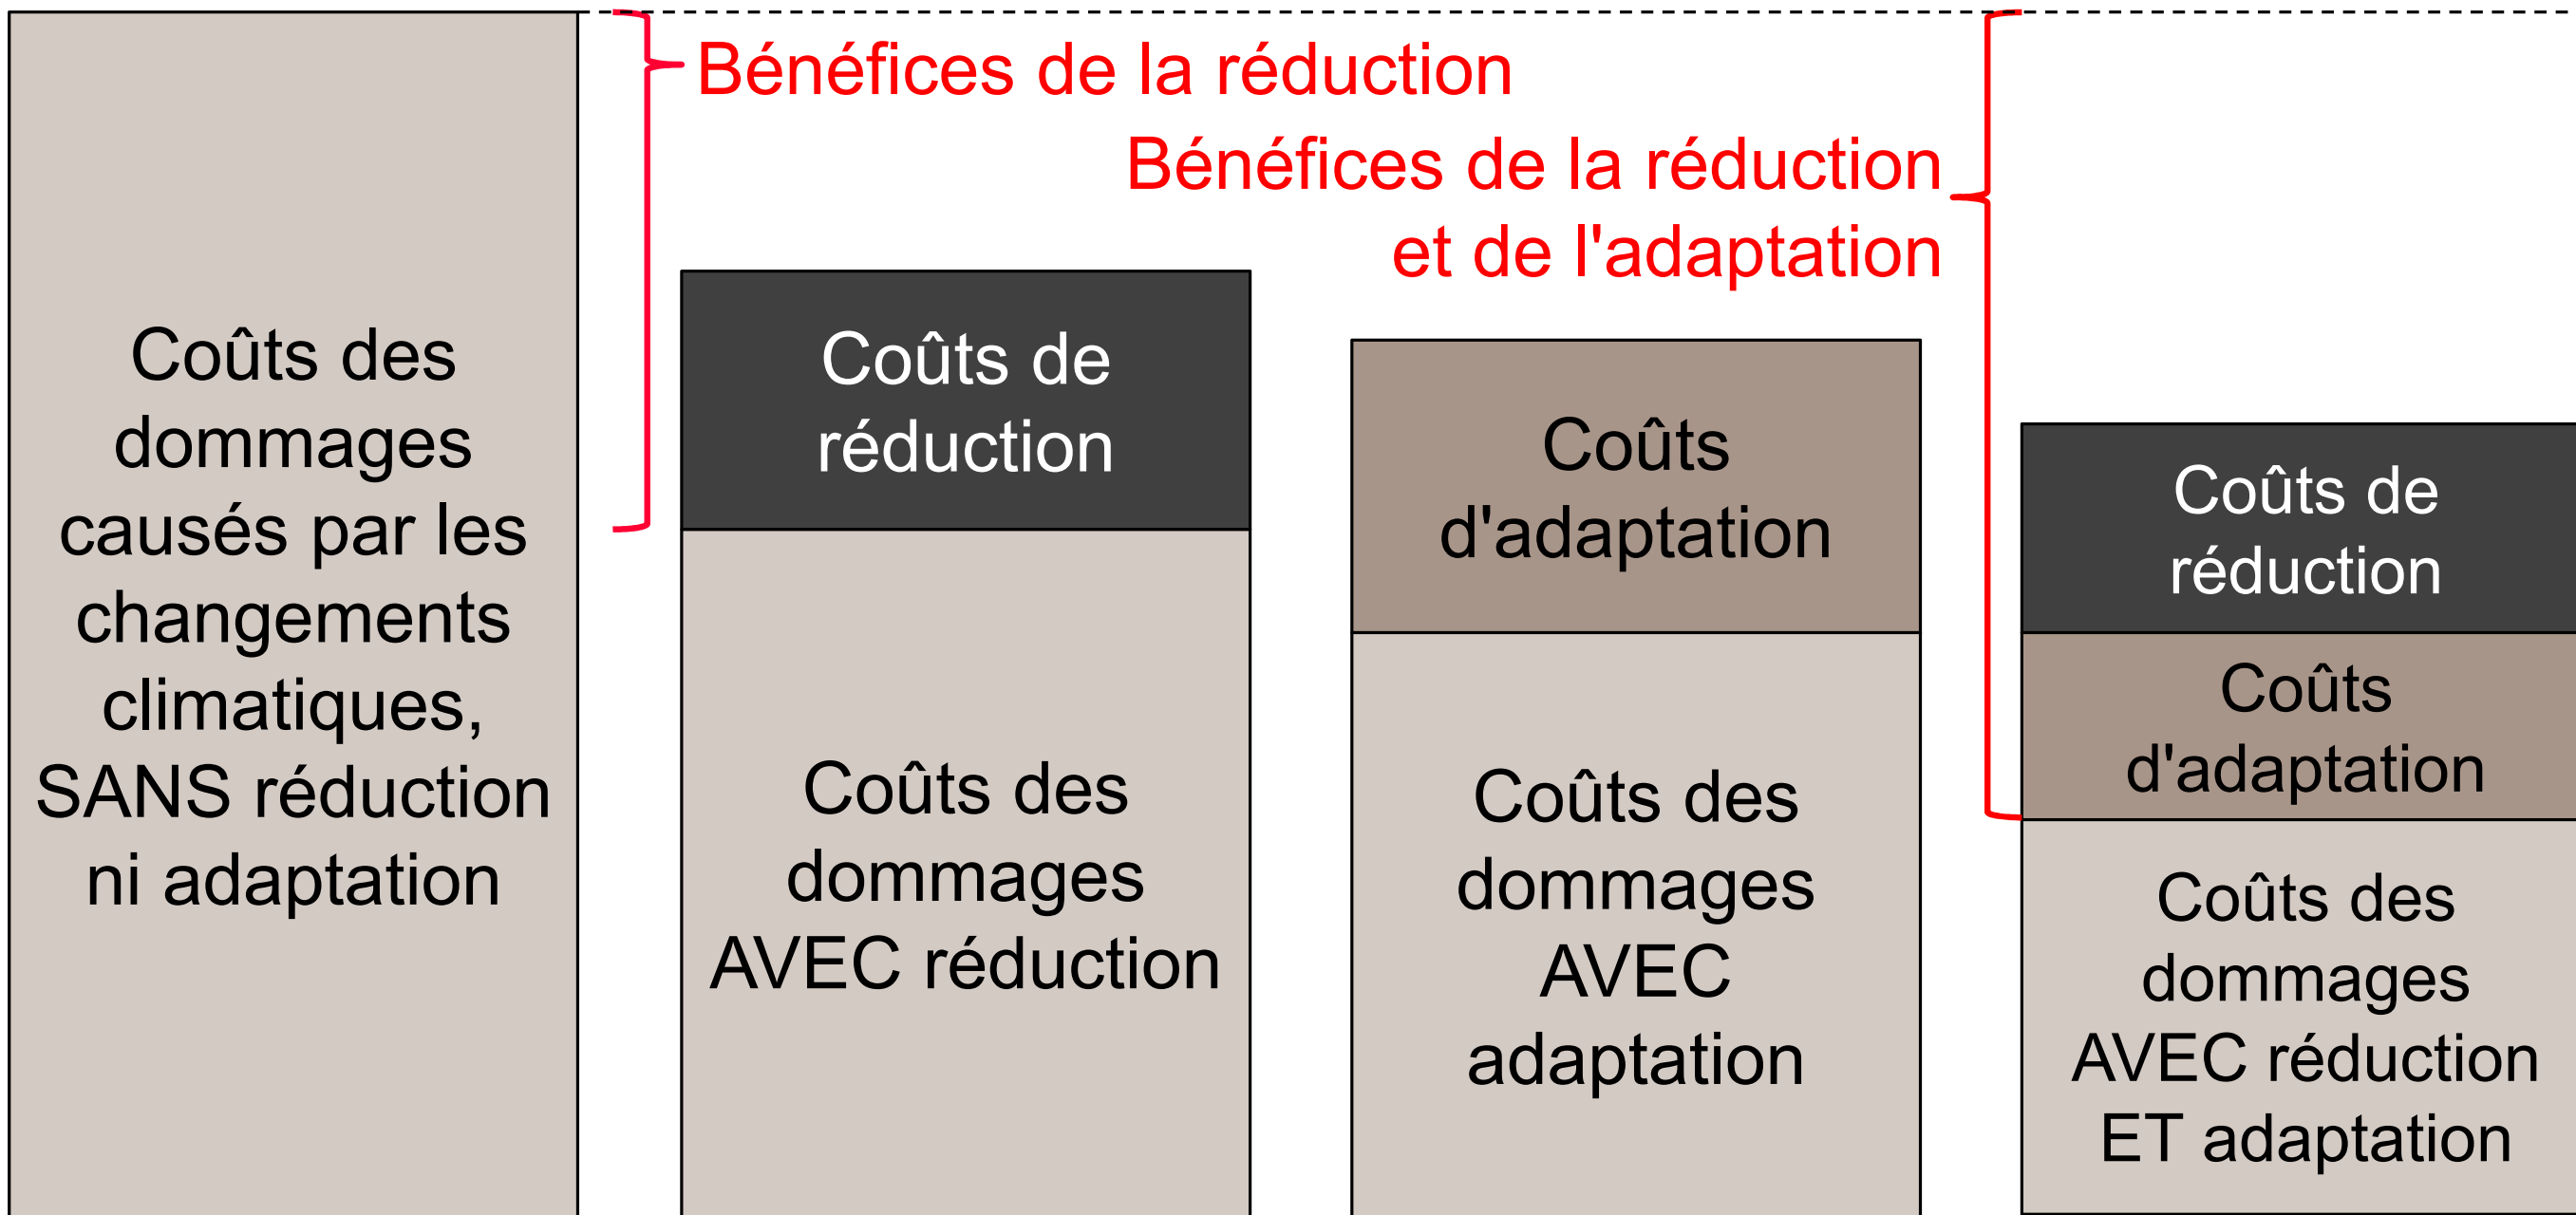 Bénéfices de la réduction
Bénéfices de la réduction
et de l'adaptation
Coûts des
dommages
causés par les
changements
climatiques,
SANS réduction
ni adaptation
Coûts de
réduction
Coûts des
dommages
AVEC réduction
Coûts
d'adaptation
Coûts des
dommages
AVEC
adaptation
Coûts de
réduction
Coûts
d'adaptation
Coûts des
dommages
AVEC réduction
ET adaptation